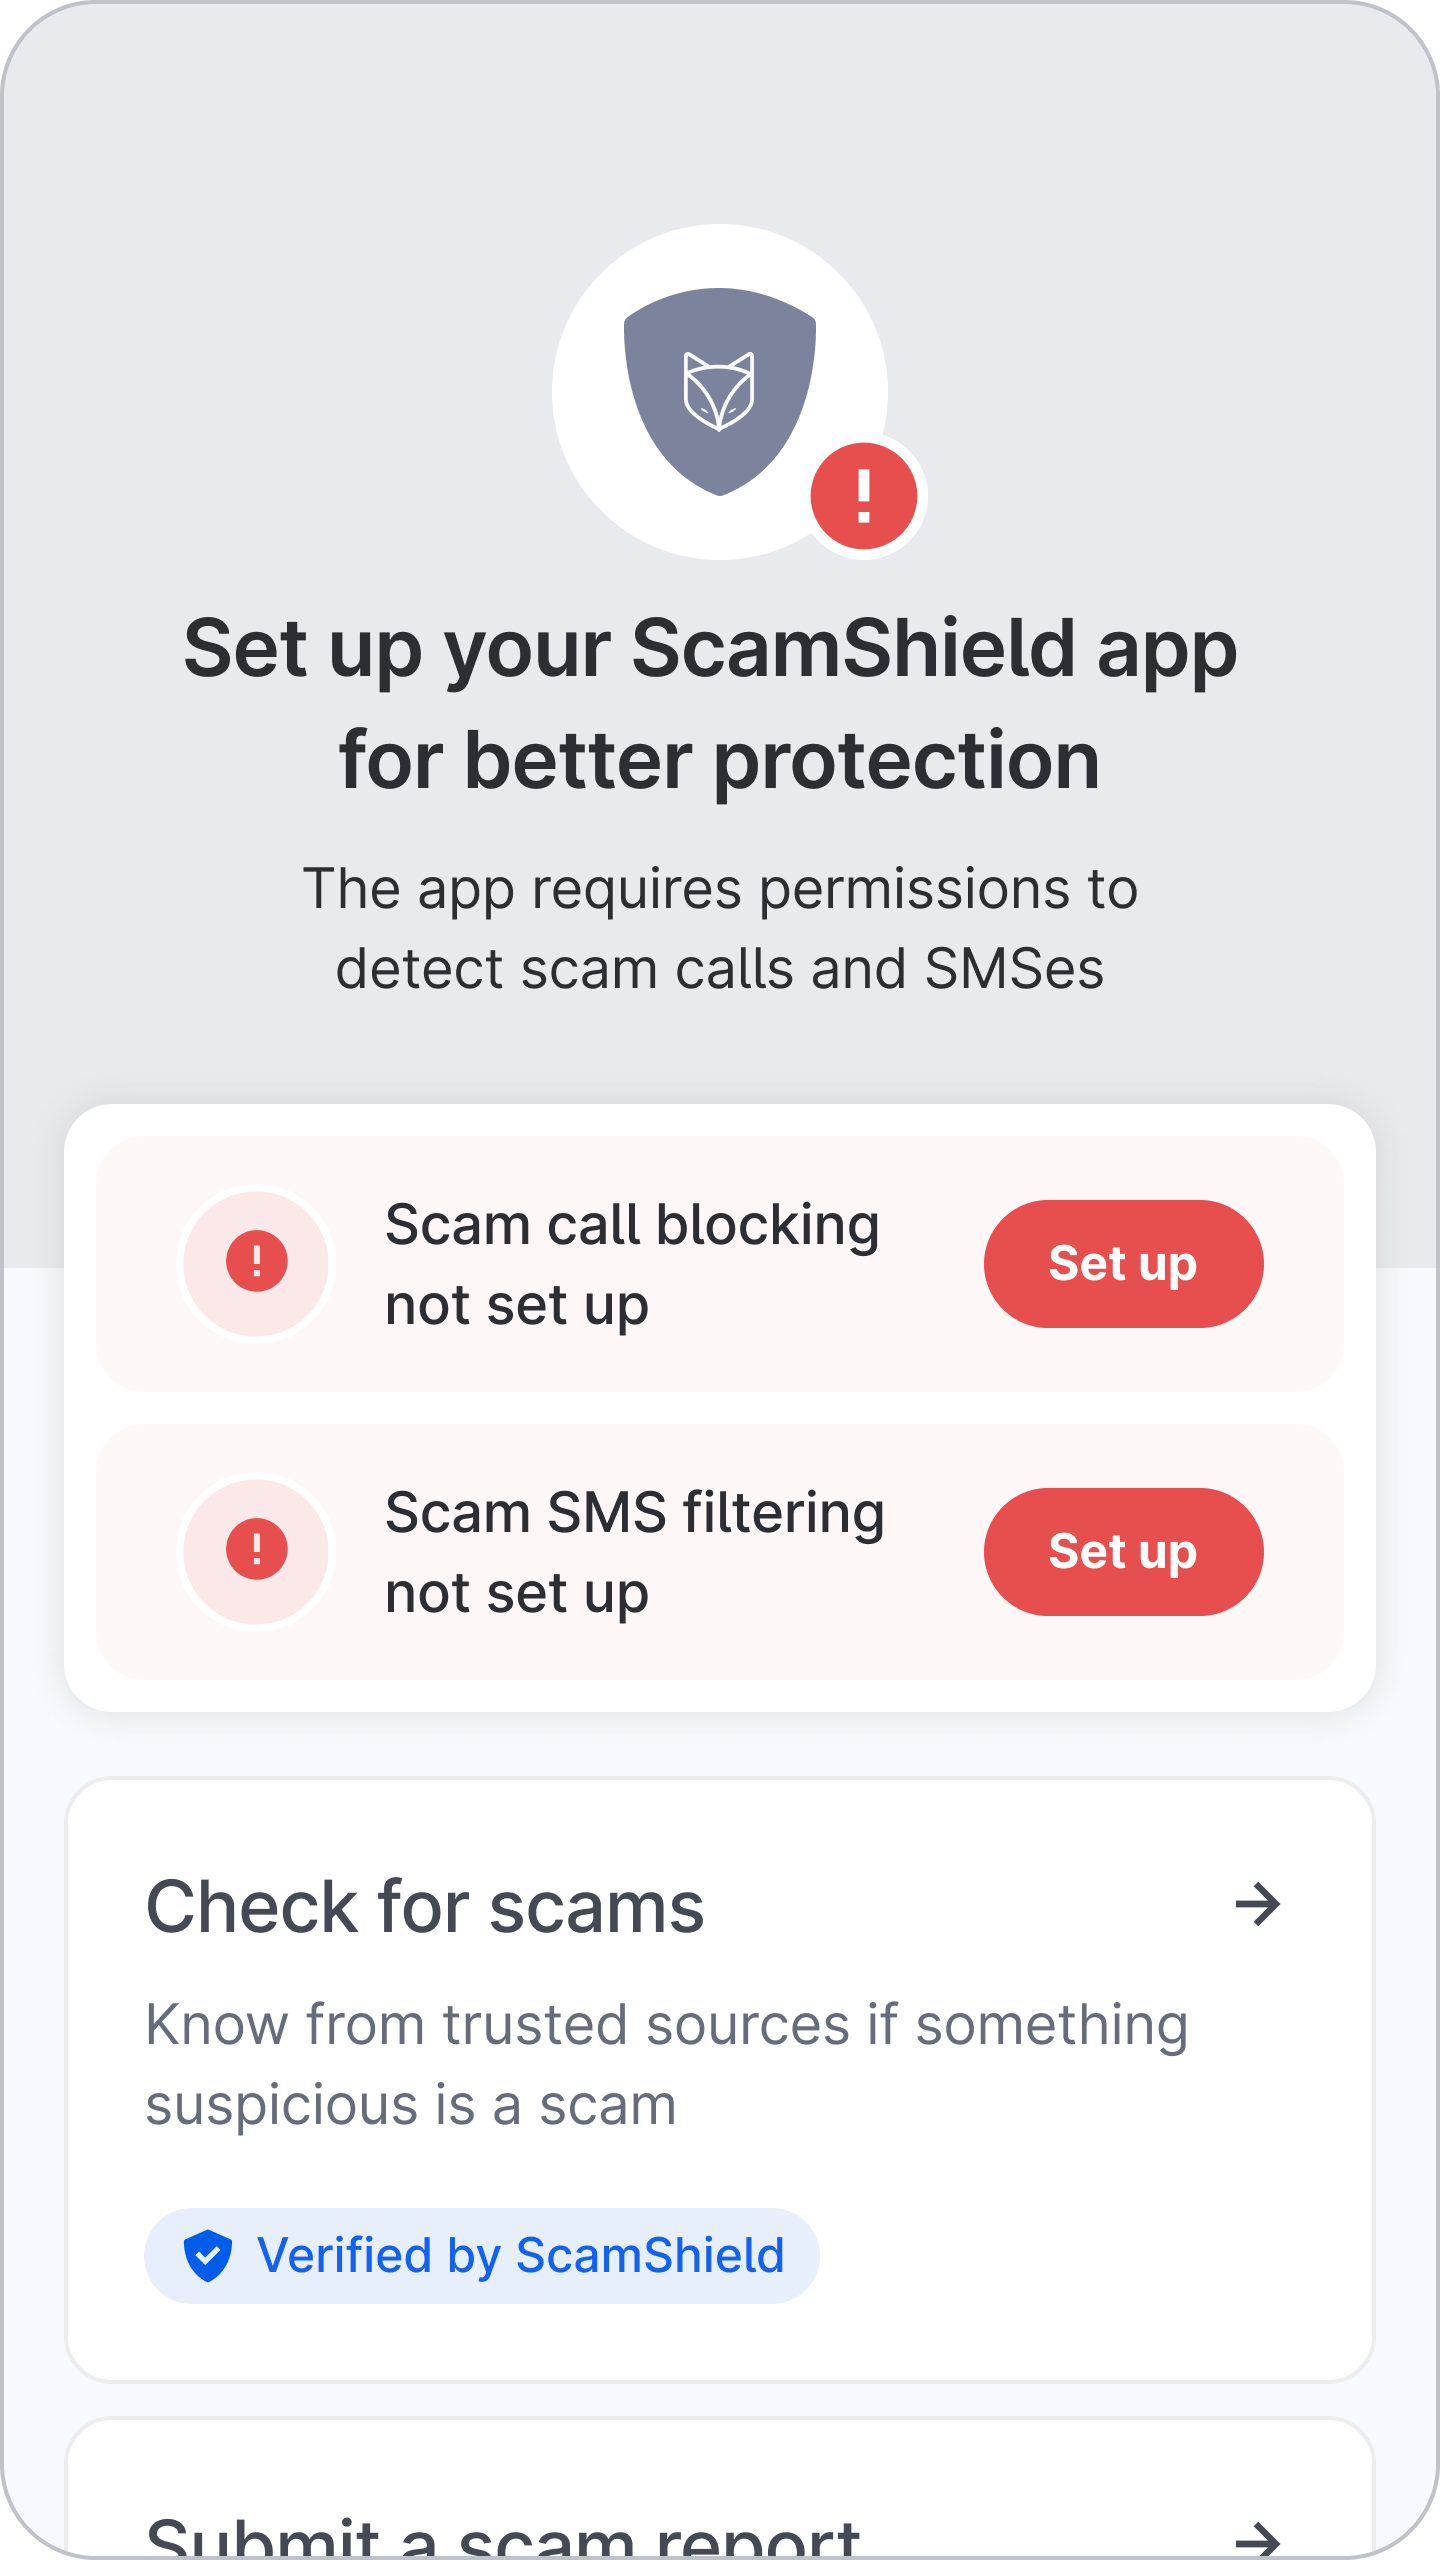 Set up your ScamShield app
for better protection
The app requires permissions to
detect scam calls and SMSes
Scam call blocking
not set up
Set up
Scam SMS filtering
not set up
Set up
Check for scams
Know from trusted sources if something
suspicious is a scam
Verified by ScamShield
Submit a scam report